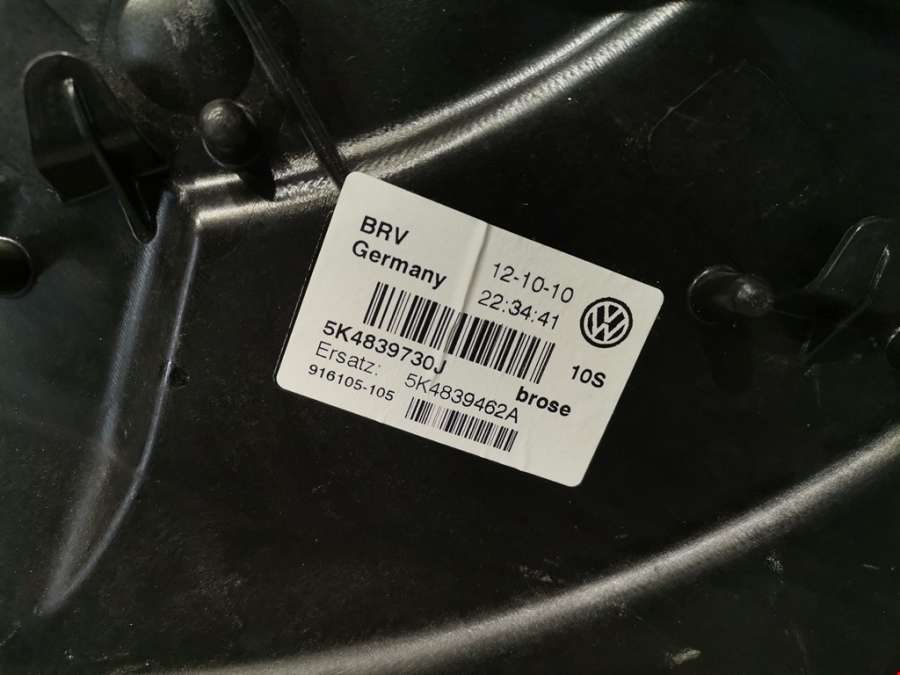 BRV
Germany
12-10-10
22:34:41
5K4839730J
10S
Ersatz: 5K4839462A
brose
916105-105